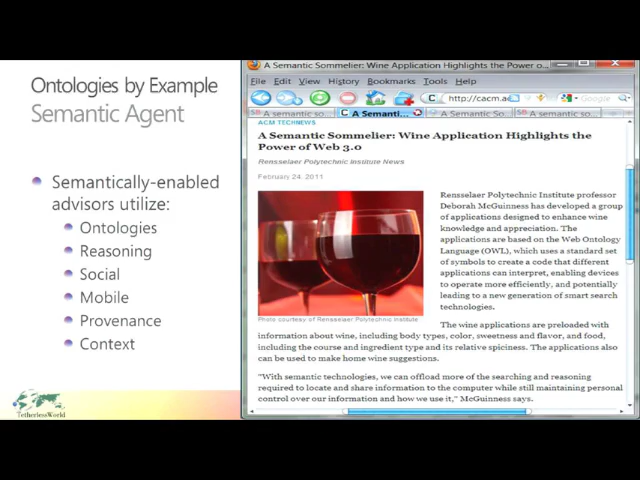 Ontologies by Example
Semantic Agent
Semantically-enabled
advisors utilize:
Ontologies
Reasoning
Social
Mobile
Provenance
Context
TetherlessWorld
A Semantic Sommelier: Wine Application Highlights the Power o...
File Edit View History Bookmarks Tools Help
C http://cacm.ac
Google
A semantic so...
A Semanti...
A Semantic So...
A semantic so...
ACM TECHNEWS
A Semantic Sommelier: Wine Application Highlights the
Power of Web 3.0
Rensselaer Polytechnic Institute News
February 24, 2011
Photo courtesy of Rensselaer Polytechnic Institute
Rensselaer Polytechnic Institute professor
Deborah McGuinness has developed a group
of applications designed to enhance wine
knowledge and appreciation. The
applications are based on the Web Ontology
Language (OWL), which uses a standard set
of symbols to create a code that different
applications can interpret, enabling devices
to operate more efficiently, and potentially
leading to a new generation of smart search
technologies.
The wine applications are preloaded with
information about wine, including body types, color, sweetness and flavor, and food,
including the course and ingredient type and its relative spiciness. The applications also
can be used to make home wine suggestions.
"With semantic technologies, we can offload more of the searching and reasoning
required to locate and share information to the computer while still maintaining personal
control over our information and how we use it," McGuinness says.